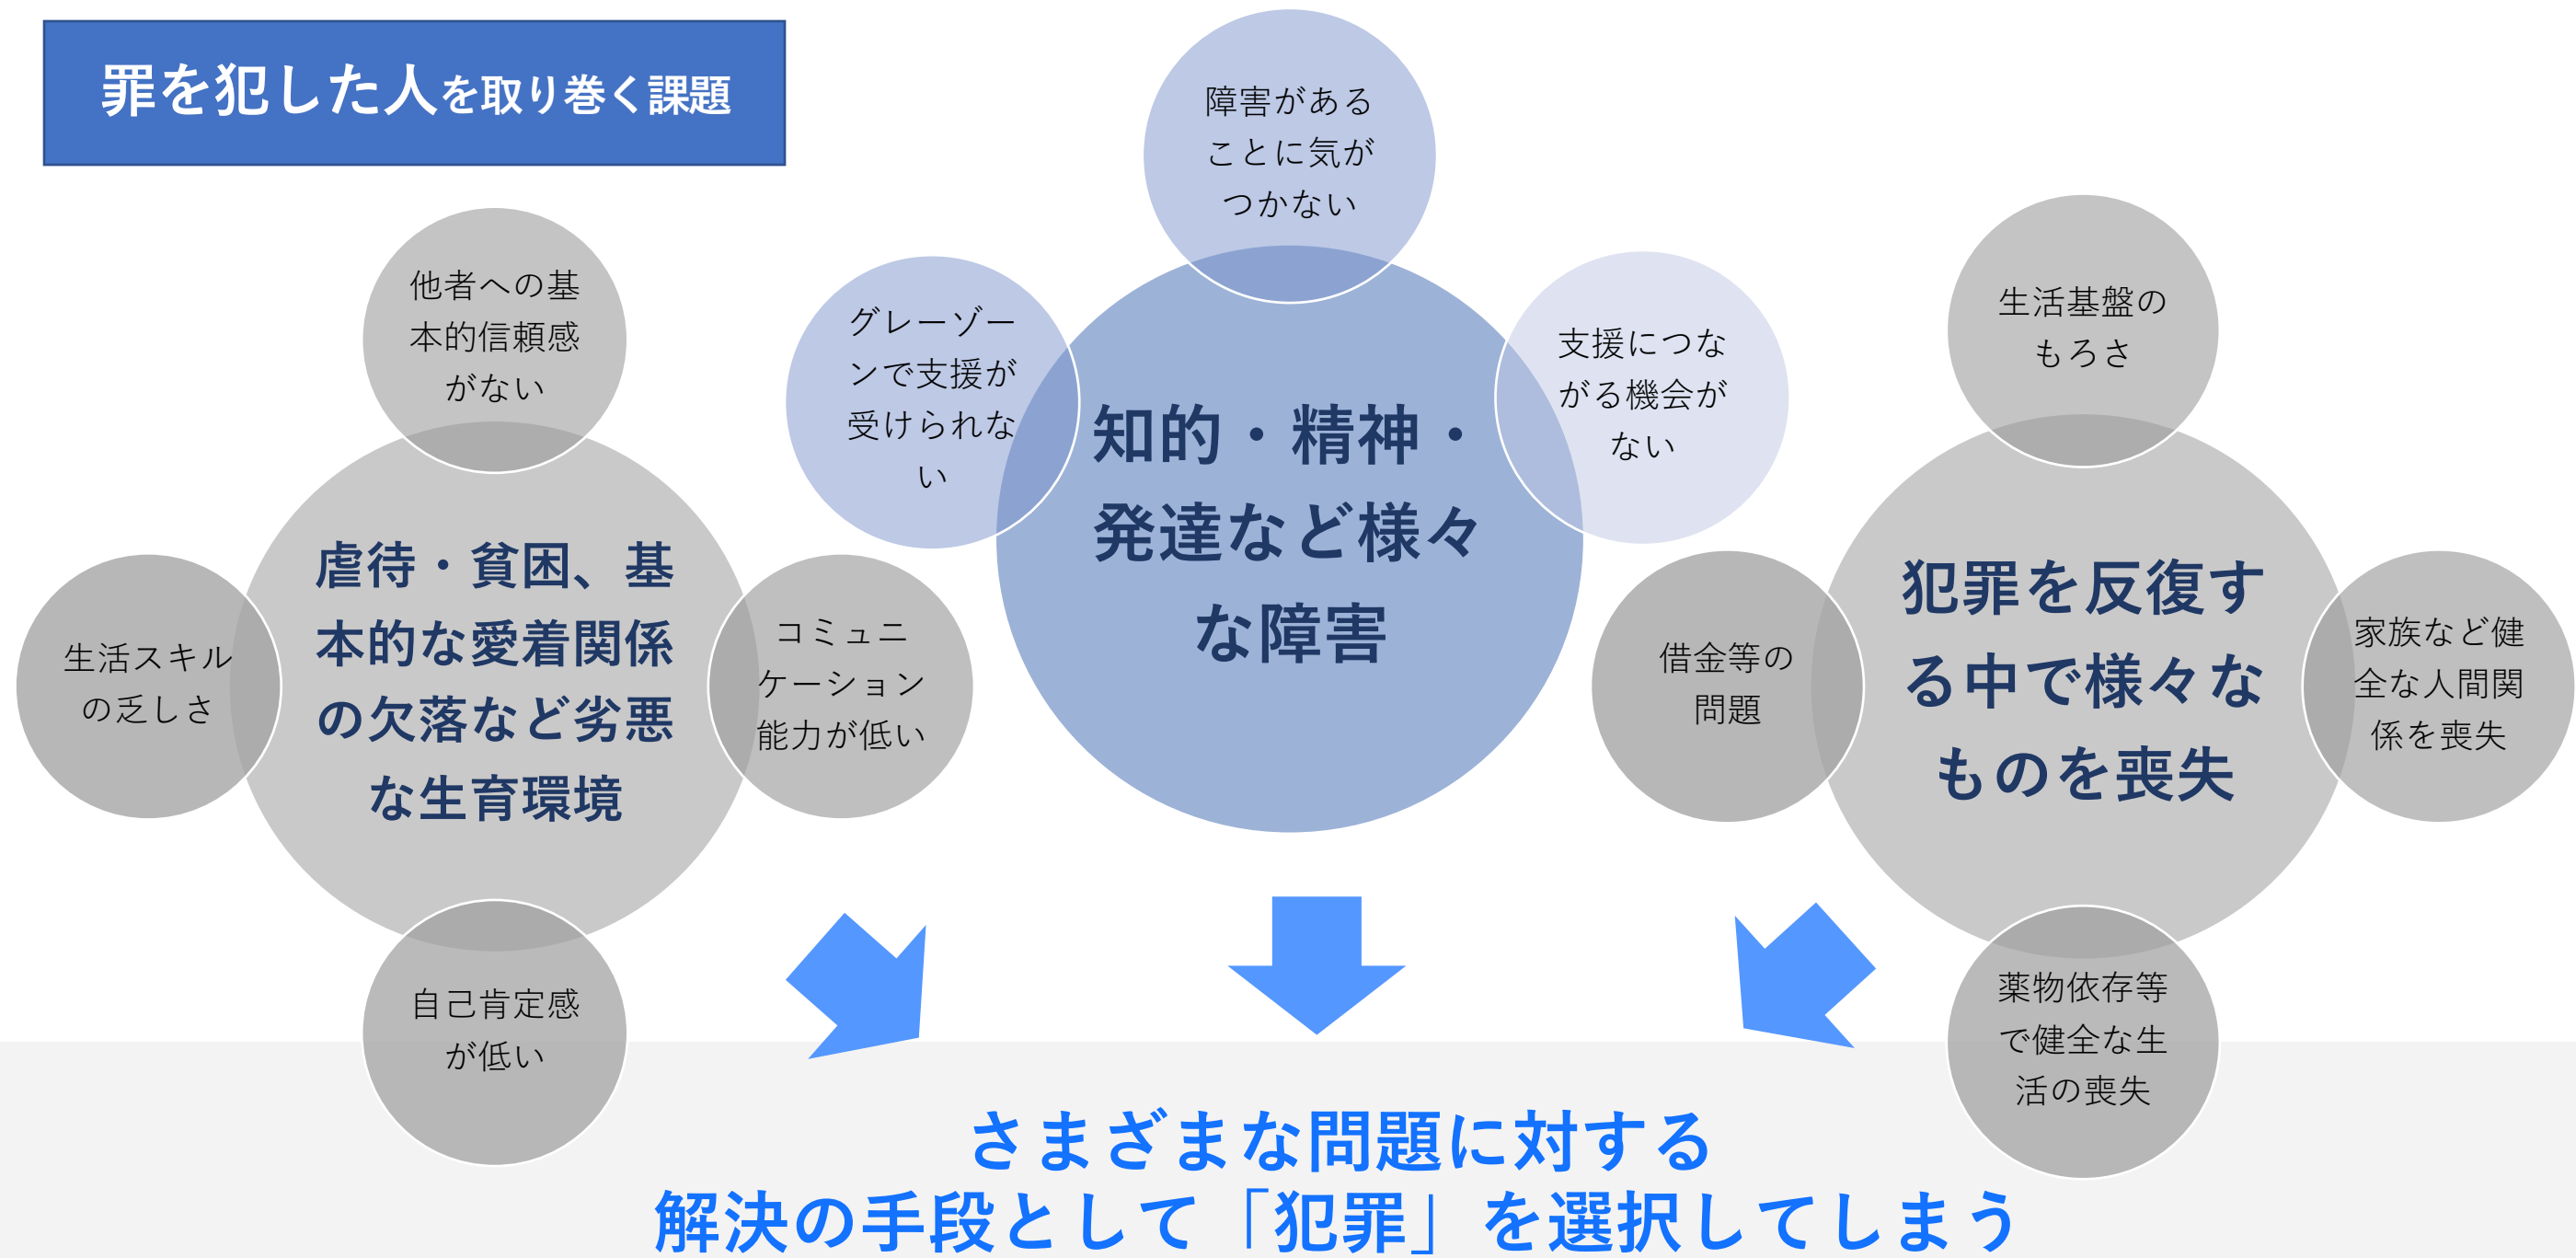 罪を犯した人を取り巻く課題
他者への基
本的信頼感
がない
生活スキル
の乏しさ
虐待・貧困、基
本的な愛着関係
の欠落など劣悪
な生育環境
コミュニ
ケーション
能力が低い
自己肯定感
が低い
障害がある
ことに気が
つかない
グレーゾー
ンで支援が
受けられな
い
知的・精神・
発達など様々
な障害
支援につな
がる機会が
ない
生活基盤の
もろさ
借金等の
問題
犯罪を反復す
る中で様々な
ものを喪失
家族など健
全な人間関
係を喪失
薬物依存等
で健全な生
活の喪失
さまざまな問題に対する
解決の手段として「犯罪」を選択してしまう